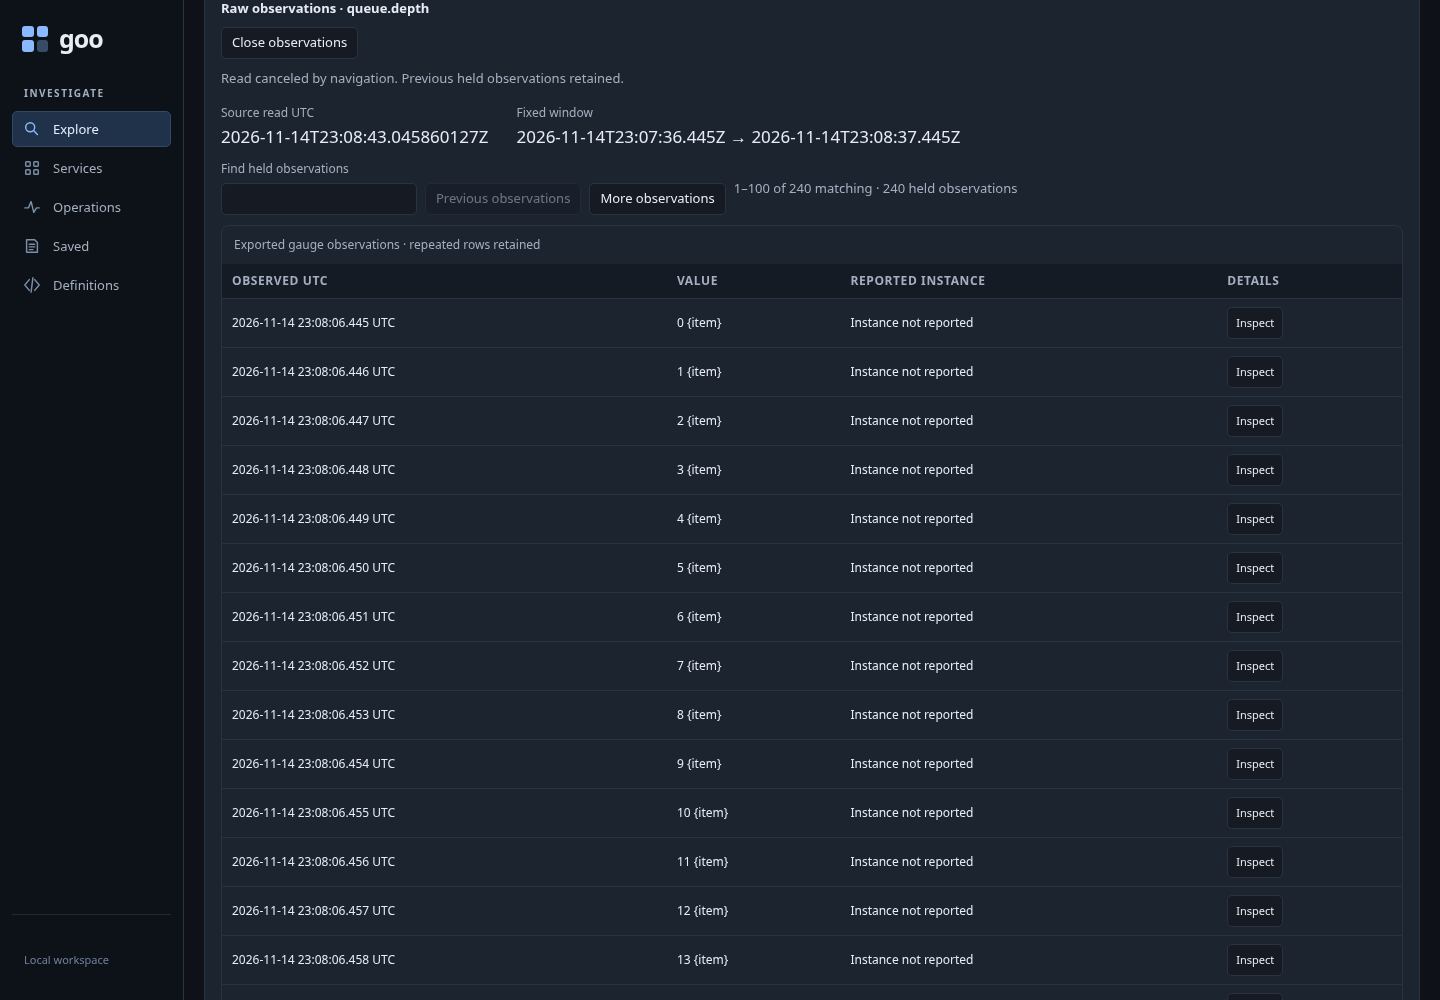 goo
INVESTIGATE
Explore
Services
Operations
Saved
Definitions
Local workspace
Raw observations · queue.depth
Close observations
Read canceled by navigation. Previous held observations retained.
Source read UTC
2026-11-14T23:08:43.045860127Z
Fixed window
2026-11-14T23:07:36.445Z → 2026-11-14T23:08:37.445Z
Find held observations
Previous observations
More observations
1–100 of 240 matching · 240 held observations
Exported gauge observations · repeated rows retained
OBSERVED UTC VALUE REPORTED INSTANCE DETAILS
2026-11-14 23:08:06.445 UTC 0 {item} Instance not reported Inspect
2026-11-14 23:08:06.446 UTC 1 {item} Instance not reported Inspect
2026-11-14 23:08:06.447 UTC 2 {item} Instance not reported Inspect
2026-11-14 23:08:06.448 UTC 3 {item} Instance not reported Inspect
2026-11-14 23:08:06.449 UTC 4 {item} Instance not reported Inspect
2026-11-14 23:08:06.450 UTC 5 {item} Instance not reported Inspect
2026-11-14 23:08:06.451 UTC 6 {item} Instance not reported Inspect
2026-11-14 23:08:06.452 UTC 7 {item} Instance not reported Inspect
2026-11-14 23:08:06.453 UTC 8 {item} Instance not reported Inspect
2026-11-14 23:08:06.454 UTC 9 {item} Instance not reported Inspect
2026-11-14 23:08:06.455 UTC 10 {item} Instance not reported Inspect
2026-11-14 23:08:06.456 UTC 11 {item} Instance not reported Inspect
2026-11-14 23:08:06.457 UTC 12 {item} Instance not reported Inspect
2026-11-14 23:08:06.458 UTC 13 {item} Instance not reported Inspect